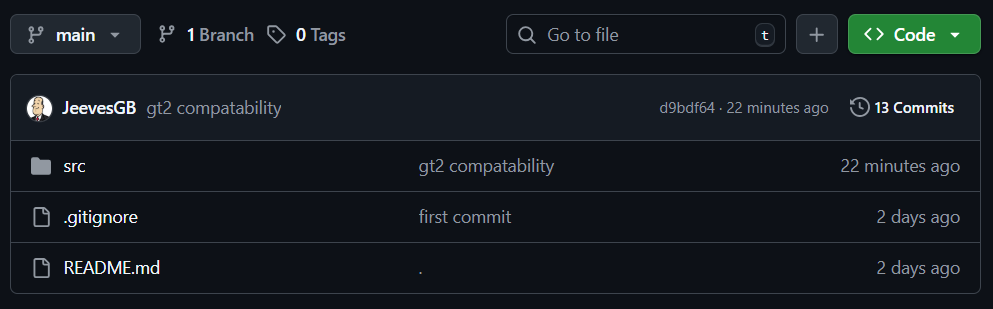 main 1 Branch 0 Tags Go to file t + Code
JeevesGB gt2 compatability d9bdf64 · 22 minutes ago 13 Commits
src gt2 compatability 22 minutes ago
.gitignore first commit 2 days ago
README.md . 2 days ago